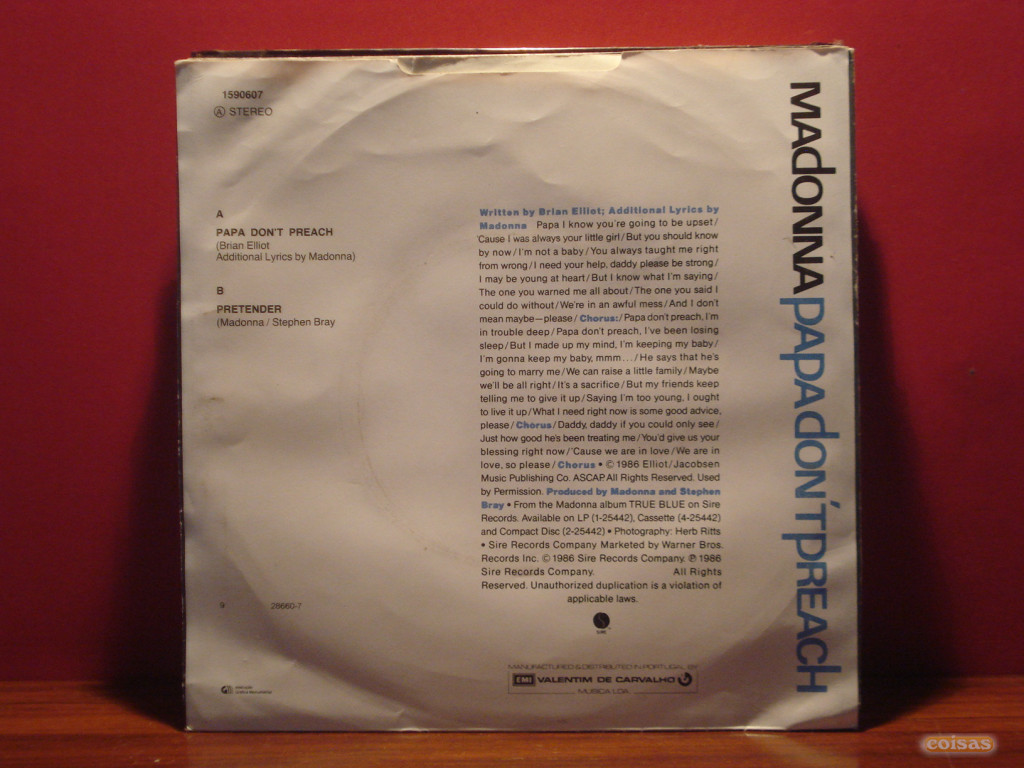 1590607
Ⓐ STEREO
A
PAPA DON'T PREACH
(Brian Elliot
Additional Lyrics by Madonna)
B
PRETENDER
(Madonna / Stephen Bray
9 28660-7
Written by Brian Elliot; Additional Lyrics by
Madonna Papa I know you're going to be upset/
'Cause I was always your little girl/But you should know
by now/I'm not a baby/You always taught me right
from wrong/I need your help, daddy please be strong/
I may be young at heart/But I know what I'm saying/
The one you warned me all about/The one you said I
could do without/We're in an awful mess/And I don't
mean maybe—please/Chorus:/Papa don't preach, I'm
in trouble deep/Papa don't preach, I've been losing
sleep/But I made up my mind, I'm keeping my baby/
I'm gonna keep my baby, mmm.../He says that he's
going to marry me/We can raise a little family/Maybe
we'll be all right/It's a sacrifice/But my friends keep
telling me to give it up/Saying I'm too young, I ought
to live it up/What I need right now is some good advice,
please/Chorus/Daddy, daddy if you could only see/
Just how good he's been treating me/You'd give us your
blessing right now/'Cause we are in love/We are in
love, so please/Chorus • © 1986 Elliot/Jacobsen
Music Publishing Co. ASCAP. All Rights Reserved. Used
by Permission. Produced by Madonna and Stephen
Bray • From the Madonna album TRUE BLUE on Sire
Records. Available on LP (1-25442), Cassette (4-25442)
and Compact Disc (2-25442) • Photography: Herb Ritts
• Sire Records Company Marketed by Warner Bros.
Records Inc. © 1986 Sire Records Company. ℗ 1986
Sire Records Company. All Rights
Reserved. Unauthorized duplication is a violation of
applicable laws.
SIRE
MANUFACTURED & DISTRIBUTED IN PORTUGAL BY
EMI VALENTIM DE CARVALHO
MUSICA LDA.
MADONNA PAPA DON'T PREACH
coisas